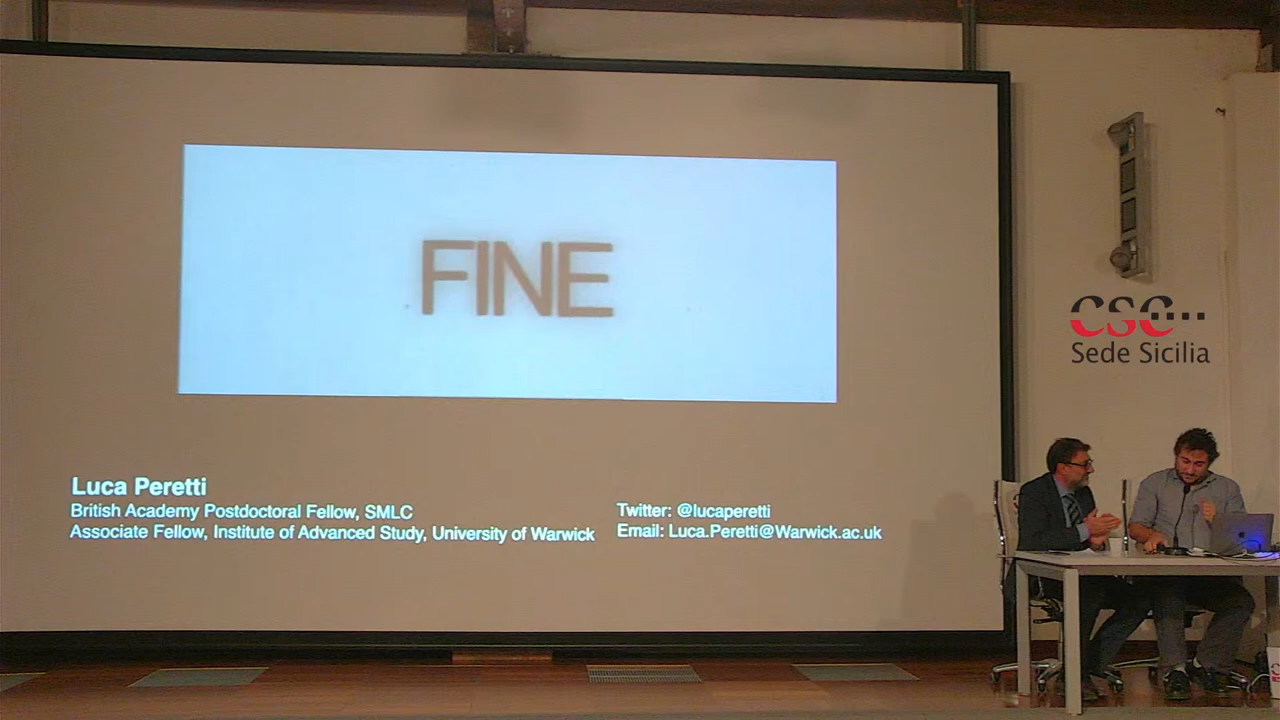 FINE
CSC...
Sede Sicilia
Luca Peretti
British Academy Postdoctoral Fellow, SMLC
Associate Fellow, Institute of Advanced Study, University of Warwick
Twitter: @lucaperetti
Email: Luca.Peretti@Warwick.ac.uk